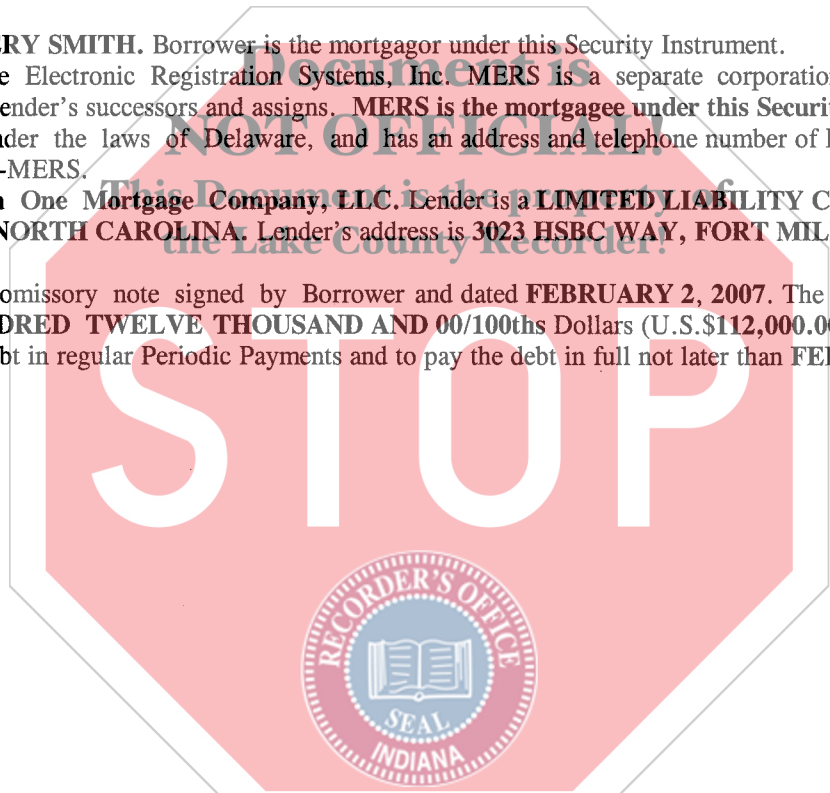 ERY SMITH. Borrower is the mortgagor under this Security Instrument.
Document is
e Electronic Registration Systems, Inc. MERS is a separate corporation
ender's successors and assigns. MERS is the mortgagee under this Securi
NOT OFFICIAL!
der the laws of Delaware, and has an address and telephone number of
-MERS.
This Document is the property of
One Mortgage Company, LLC. Lender is a LIMITED LIABILITY C
NORTH CAROLINA. Lender's address is 3023 HSBC WAY, FORT MIL
the Lake County Recorder!
omissory note signed by Borrower and dated FEBRUARY 2, 2007. The
DRED TWELVE THOUSAND AND 00/100ths Dollars (U.S.$112,000.00
bt in regular Periodic Payments and to pay the debt in full not later than FE
STOP
RECORDER'S OFFICE
SEAL
INDIANA